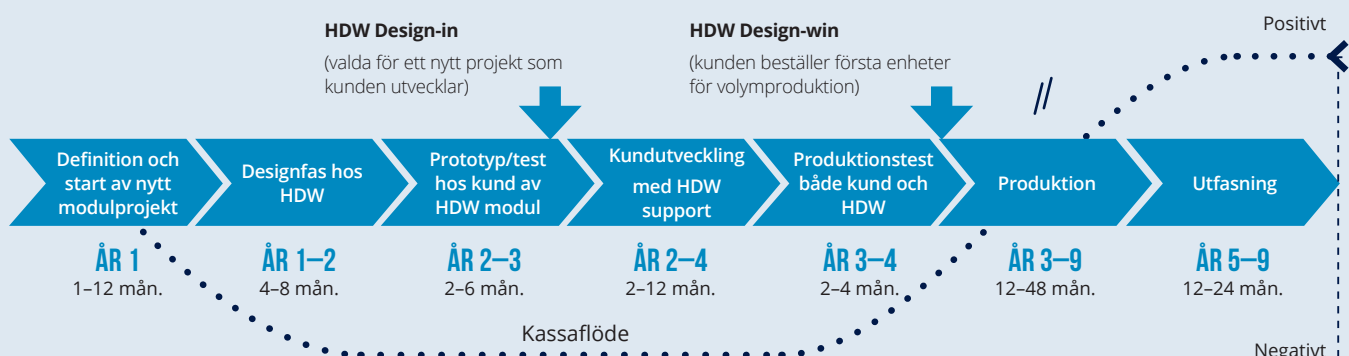 HDW Design-in
(valda för ett nytt projekt som
kunden utvecklar)
HDW Design-win
(kunden beställer första enheter
för volymproduktion)
Positivt
Definition och
start av nytt
modulprojekt
Designfas hos
HDW
Prototyp/test
hos kund av
HDW modul
Kundutveckling
med HDW
support
Produktionstest
både kund och
HDW
Produktion
Utfasning
ÅR 1
1–12 mån.
ÅR 1–2
4–8 mån.
ÅR 2–3
2–6 mån.
ÅR 2–4
2–12 mån.
ÅR 3–4
2–4 mån.
ÅR 3–9
12–48 mån.
ÅR 5–9
12–24 mån.
Kassaflöde
Negativt